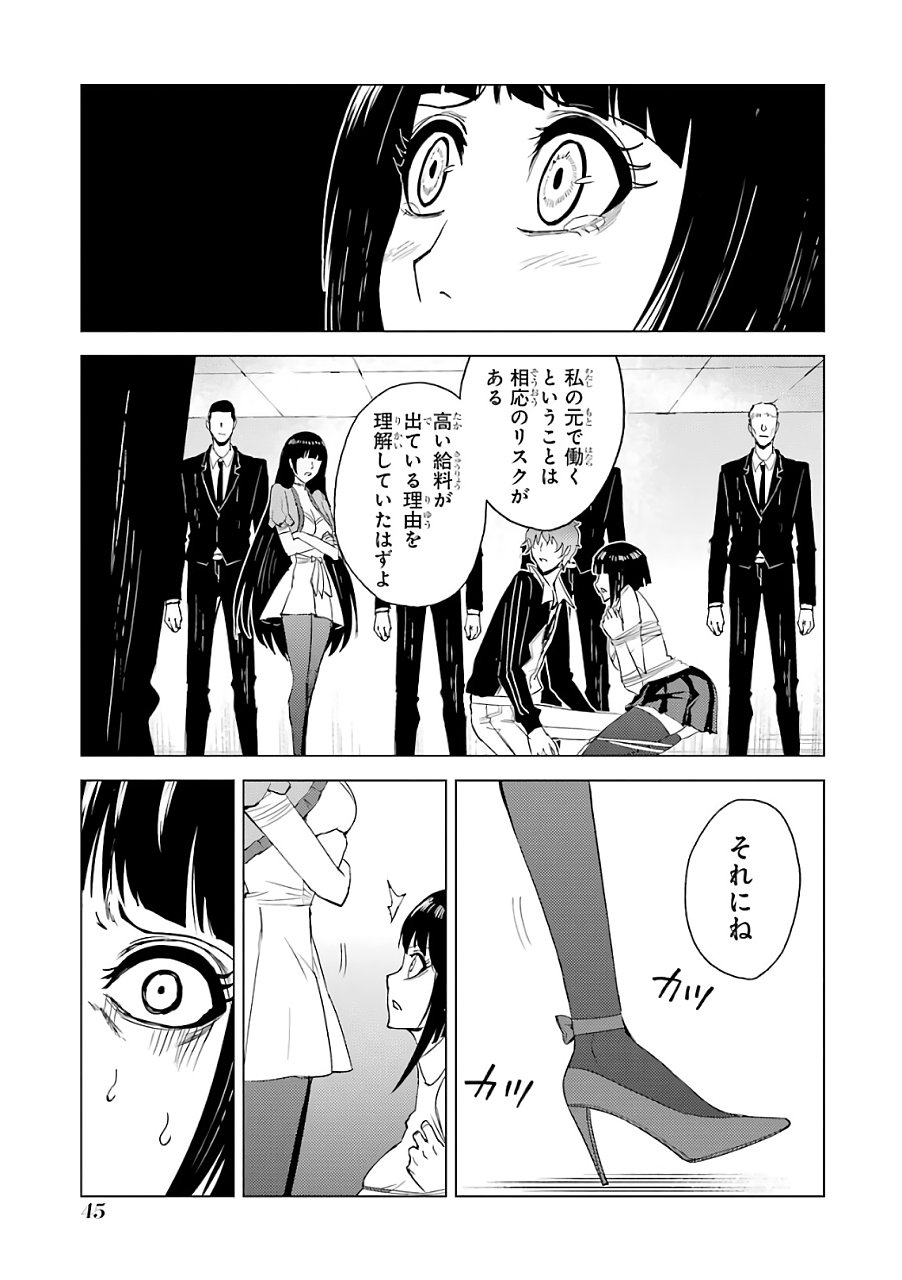 私の元で働く
ということは
相応のリスクが
ある
高い給料が
出ている理由を
理解していたはずよ
それにね
カツ
カツ
45